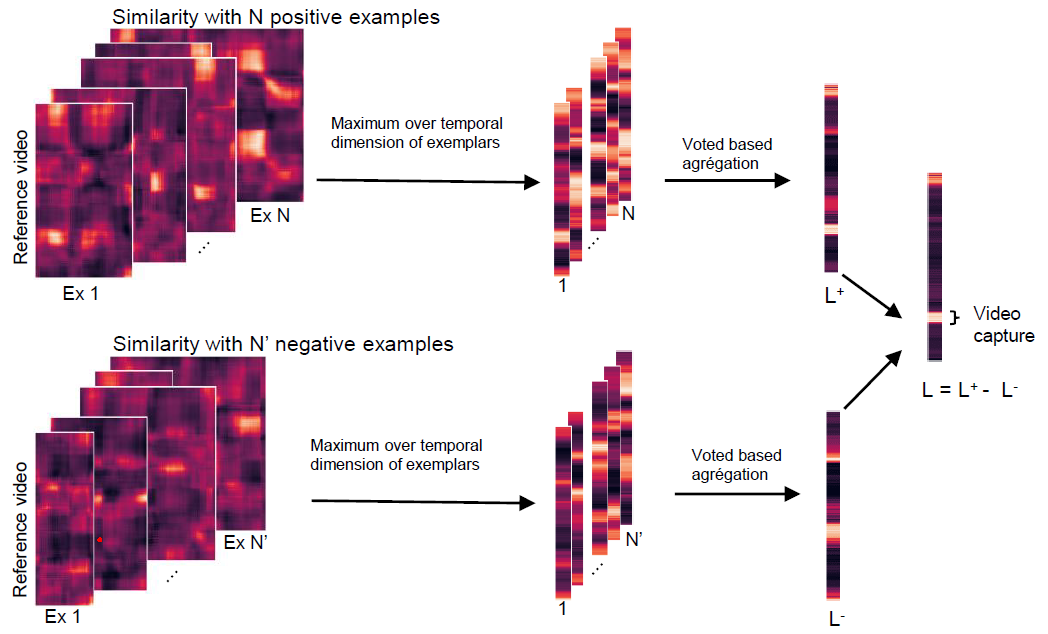 Similarity with N positive examples
Reference video
Ex 1
...
Ex N
Maximum over temporal
dimension of exemplars
1
...
N
Voted based
agrégation
L⁺
Video
capture
L = L⁺ - L⁻
Similarity with N’ negative examples
Reference video
Ex 1
...
Ex N’
Maximum over temporal
dimension of exemplars
1
...
N’
Voted based
agrégation
L⁻